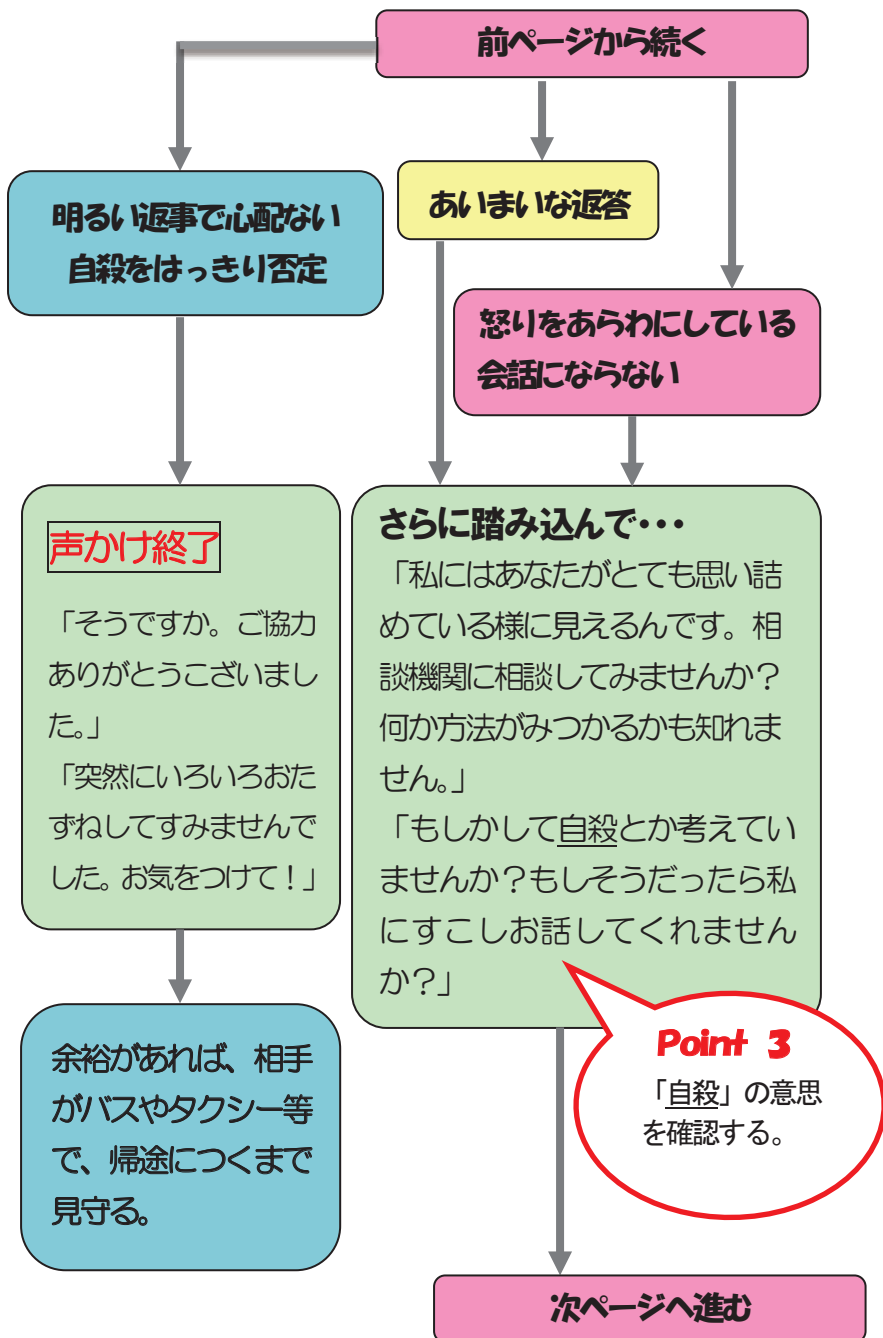 前ページから続く
明るい返事で心配ない
自殺をはっきり否定
あいまいな返答
怒りをあらわにしている
会話にならない
声かけ終了
「そうですか。ご協力
ありがとうこざいまし
た。」
「突然にいろいろおた
ずねしてすみませんで
した。お気をつけて！」
さらに踏み込んで・・・
「私にはあなたがとても思い詰
めている様に見えるんです。相
談機関に相談してみませんか？
何か方法がみつかるかも知れま
せん。」
「もしかして自殺とか考えてい
ませんか？もしそうだったら私
にすこしお話してくれません
か？」
Point 3
「自殺」の意思
を確認する。
余裕があれば、相手
がバスやタクシー等
で、帰途につくまで
見守る。
次ページへ進む